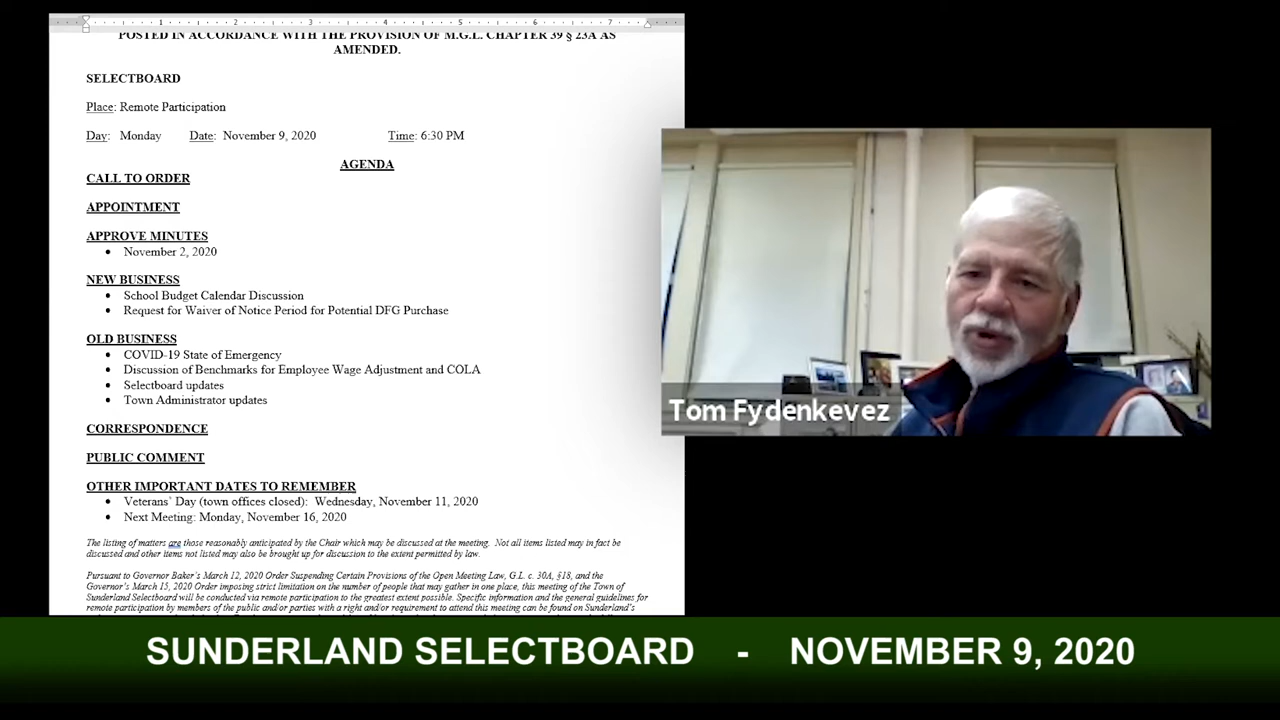 1 2 3 4 5 6 7
POSTED IN ACCORDANCE WITH THE PROVISION OF M.G.L. CHAPTER 39 § 23A AS
AMENDED.
SELECTBOARD
Place: Remote Participation
Day: Monday Date: November 9, 2020 Time: 6:30 PM
AGENDA
CALL TO ORDER
APPOINTMENT
APPROVE MINUTES
• November 2, 2020
NEW BUSINESS
• School Budget Calendar Discussion
• Request for Waiver of Notice Period for Potential DFG Purchase
OLD BUSINESS
• COVID-19 State of Emergency
• Discussion of Benchmarks for Employee Wage Adjustment and COLA
• Selectboard updates
• Town Administrator updates
CORRESPONDENCE
PUBLIC COMMENT
OTHER IMPORTANT DATES TO REMEMBER
• Veterans' Day (town offices closed): Wednesday, November 11, 2020
• Next Meeting: Monday, November 16, 2020
The listing of matters are those reasonably anticipated by the Chair which may be discussed at the meeting. Not all items listed may in fact be
discussed and other items not listed may also be brought up for discussion to the extent permitted by law.
Pursuant to Governor Baker's March 12, 2020 Order Suspending Certain Provisions of the Open Meeting Law, G.L. c. 30A, §18, and the
Governor's March 15, 2020 Order imposing strict limitation on the number of people that may gather in one place, this meeting of the Town of
Sunderland Selectboard will be conducted via remote participation to the greatest extent possible. Specific information and the general guidelines for
remote participation by members of the public and/or parties with a right and/or requirement to attend this meeting can be found on Sunderland's
Tom Fydenkevez
SUNDERLAND SELECTBOARD - NOVEMBER 9, 2020